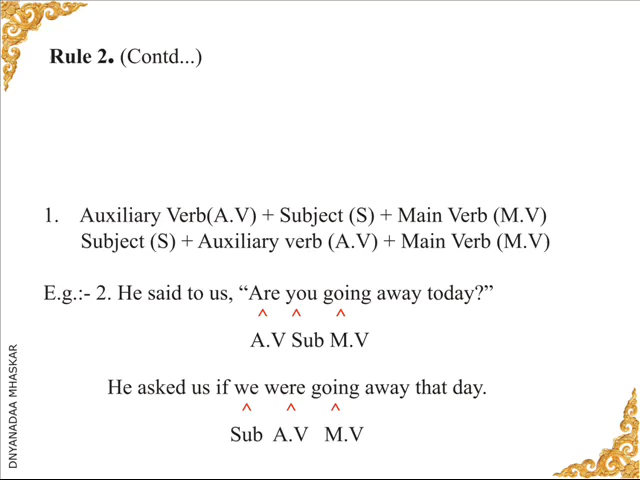 Rule 2. (Contd...)
1. Auxiliary Verb(A.V) + Subject (S) + Main Verb (M.V)
Subject (S) + Auxiliary verb (A.V) + Main Verb (M.V)
E.g.:- 2. He said to us, “Are you going away today?”
^ ^ ^
A.V Sub M.V
He asked us if we were going away that day.
^ ^ ^
Sub A.V M.V
DNYANADAA MHASKAR